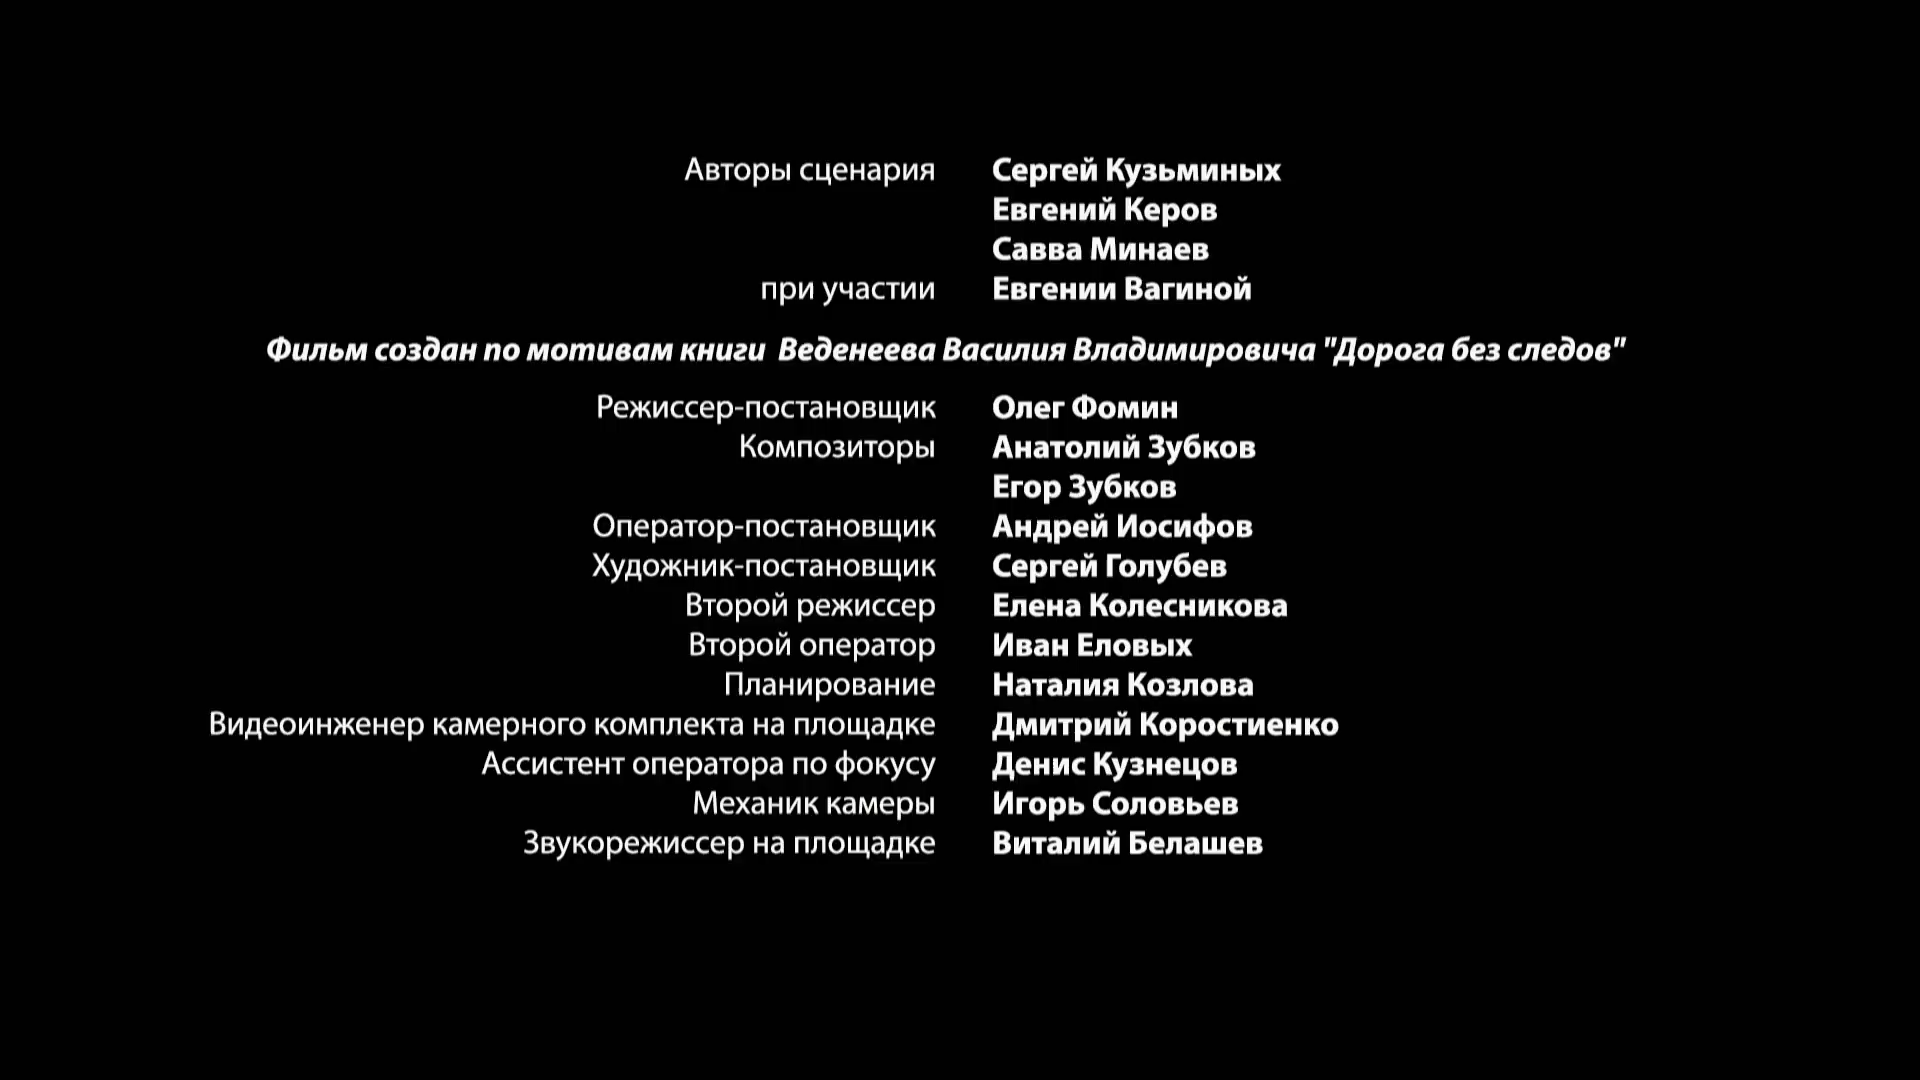 Авторы сценария Сергей Кузьминых
Евгений Керов
Савва Минаев
при участии Евгении Вагиной
Фильм создан по мотивам книги Веденеева Василия Владимировича "Дорога без следов"
Режиссер-постановщик Олег Фомин
Композиторы Анатолий Зубков
Егор Зубков
Оператор-постановщик Андрей Иосифов
Художник-постановщик Сергей Голубев
Второй режиссер Елена Колесникова
Второй оператор Иван Еловых
Планирование Наталия Козлова
Видеоинженер камерного комплекта на площадке Дмитрий Коростиенко
Ассистент оператора по фокусу Денис Кузнецов
Механик камеры Игорь Соловьев
Звукорежиссер на площадке Виталий Белашев